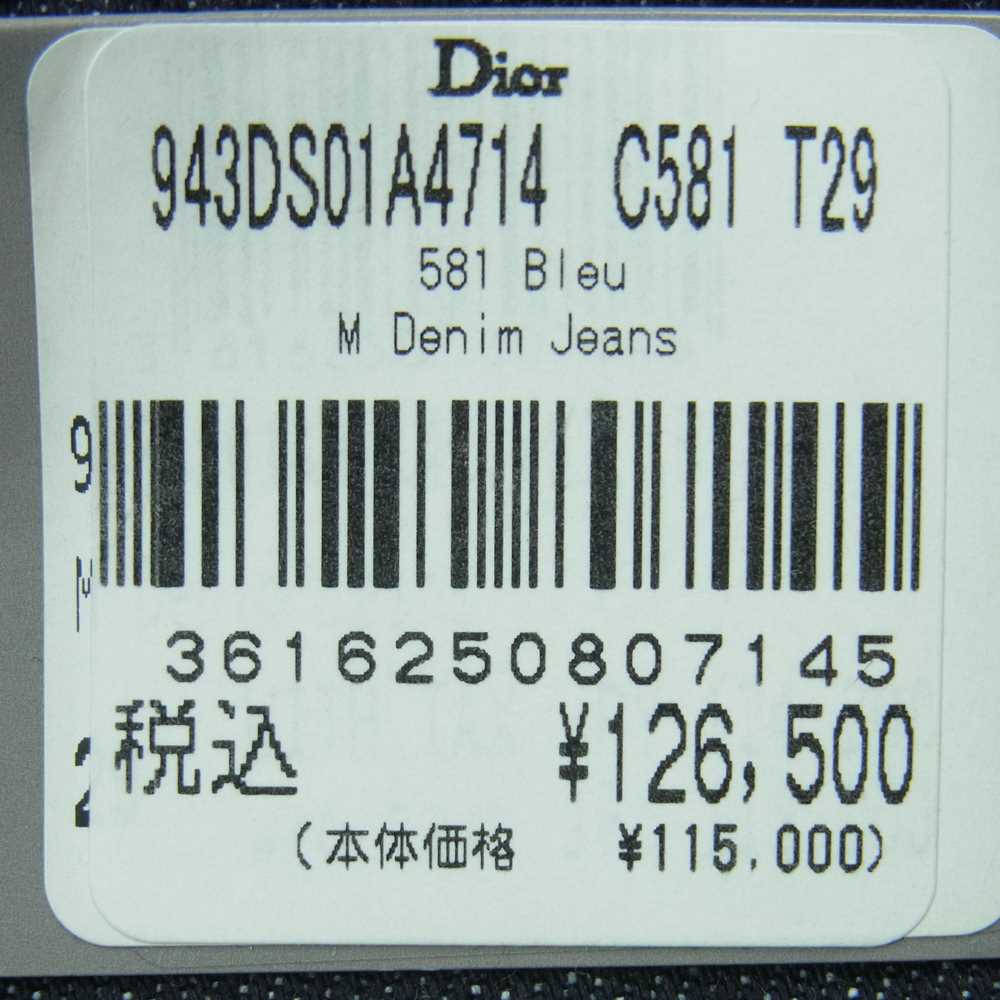 Dior
943DS01A4714 C581 T29
581 Bleu
M Denim Jeans
3616250807145
税込 ¥126,500
(本体価格 ¥115,000)